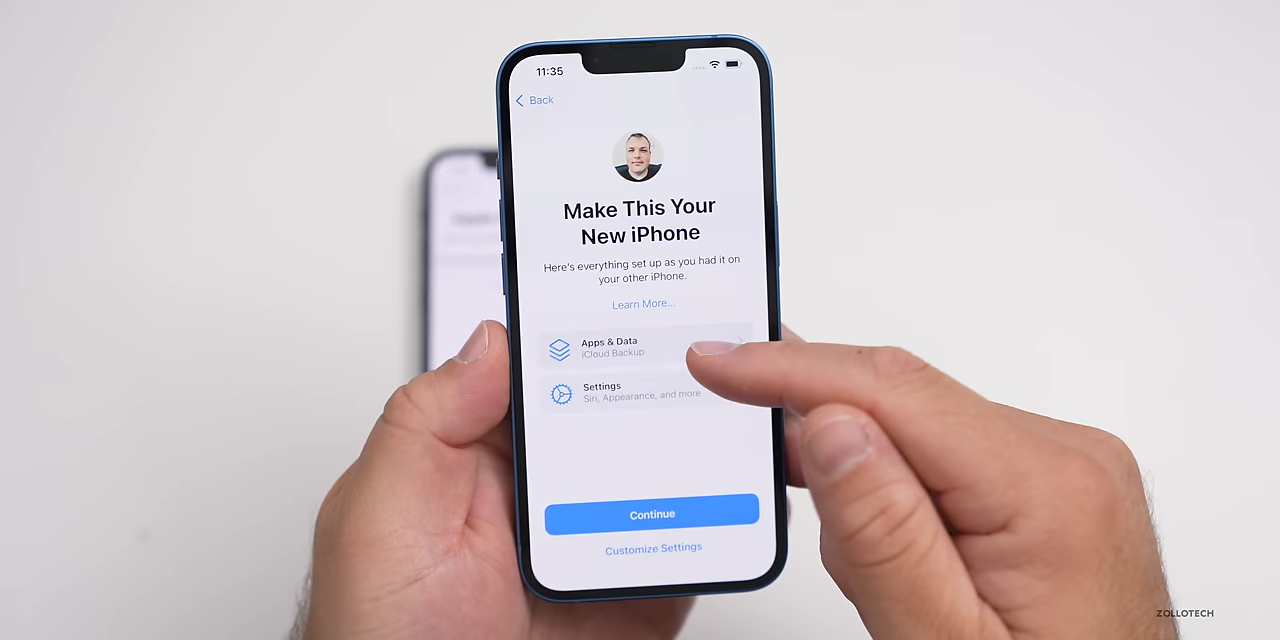 11:35
Back
Make This Your
New iPhone
Here's everything set up as you had it on
your other iPhone.
Learn More...
Apps & Data
iCloud Backup
Settings
Siri, Appearance, and more
Continue
Customize Settings
ZOLLOTECH